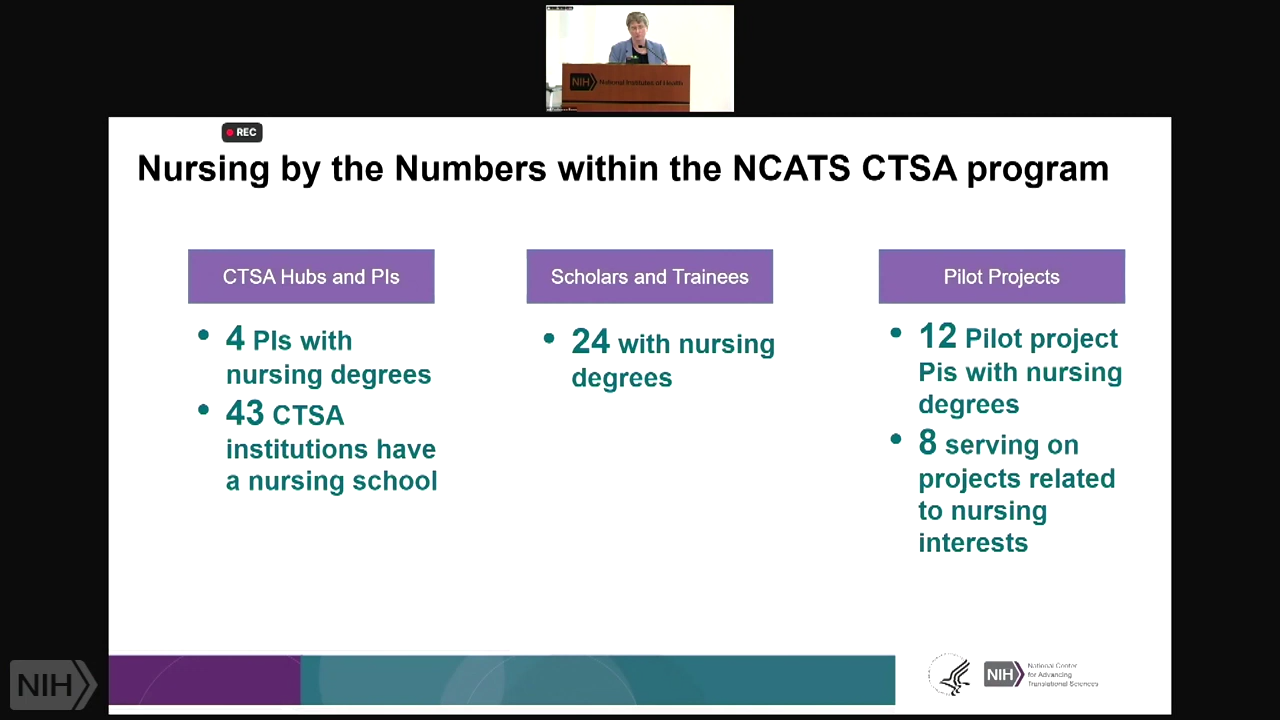 NIH National Institutes of Health
REC
Nursing by the Numbers within the NCATS CTSA program
CTSA Hubs and PIs
• 4 PIs with
nursing degrees
• 43 CTSA
institutions have
a nursing school
Scholars and Trainees
• 24 with nursing
degrees
Pilot Projects
• 12 Pilot project
Pis with nursing
degrees
• 8 serving on
projects related
to nursing
interests
NIH
NIH
National Center
for Advancing
Translational Sciences